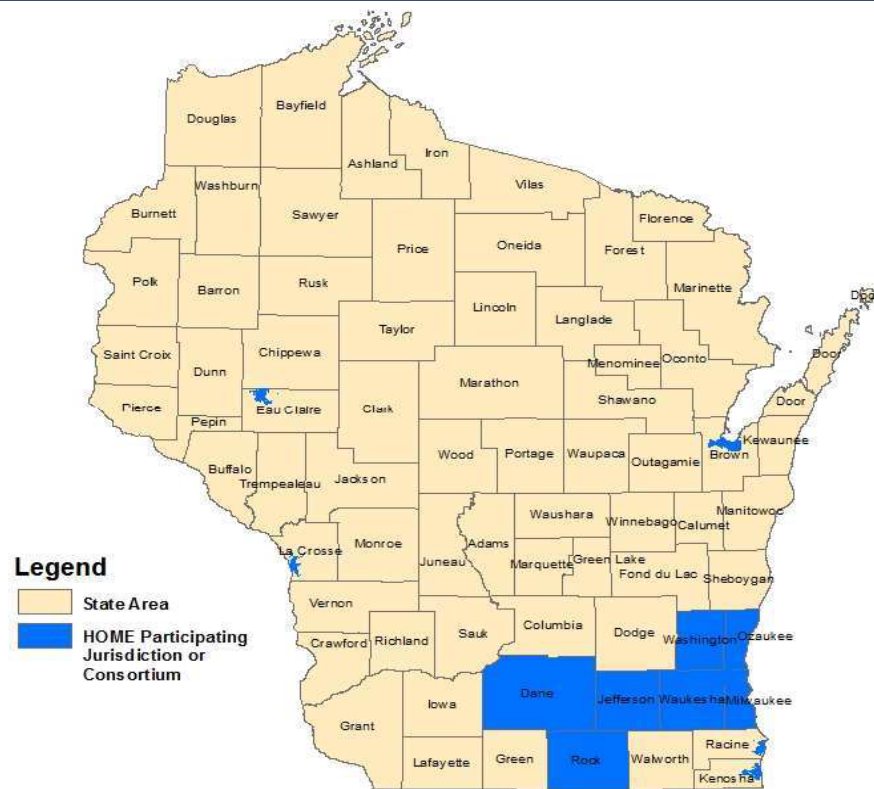 Douglas
Bayfield
Ashland
Iron
Vilas
Washburn
Burnett
Sawyer
Florence
Price
Oneida
Forest
Marinette
Polk
Barron
Rusk
Lincoln
Langlade
Taylor
Door
Saint Croix
Chippewa
Menominee
Oconto
Dunn
Marathon
Pierce
Eau Claire
Clark
Shawano
Door
Pepin
Kewaunee
Wood
Portage
Waupaca
Outagamie
Brown
Buffalo
Trempealeau
Jackson
Waushara
Winnebago
Calumet
Manitowoc
La Crosse
Monroe
Juneau
Adams
Marquette
Green Lake
Fond du Lac
Sheboygan
Legend
State Area
HOME Participating
Jurisdiction or
Consortium
Vernon
Crawford
Richland
Sauk
Columbia
Dodge
Washington
Ozaukee
Iowa
Dane
Jefferson
Waukesha
Milwaukee
Grant
Lafayette
Green
Rock
Walworth
Racine
Kenosha